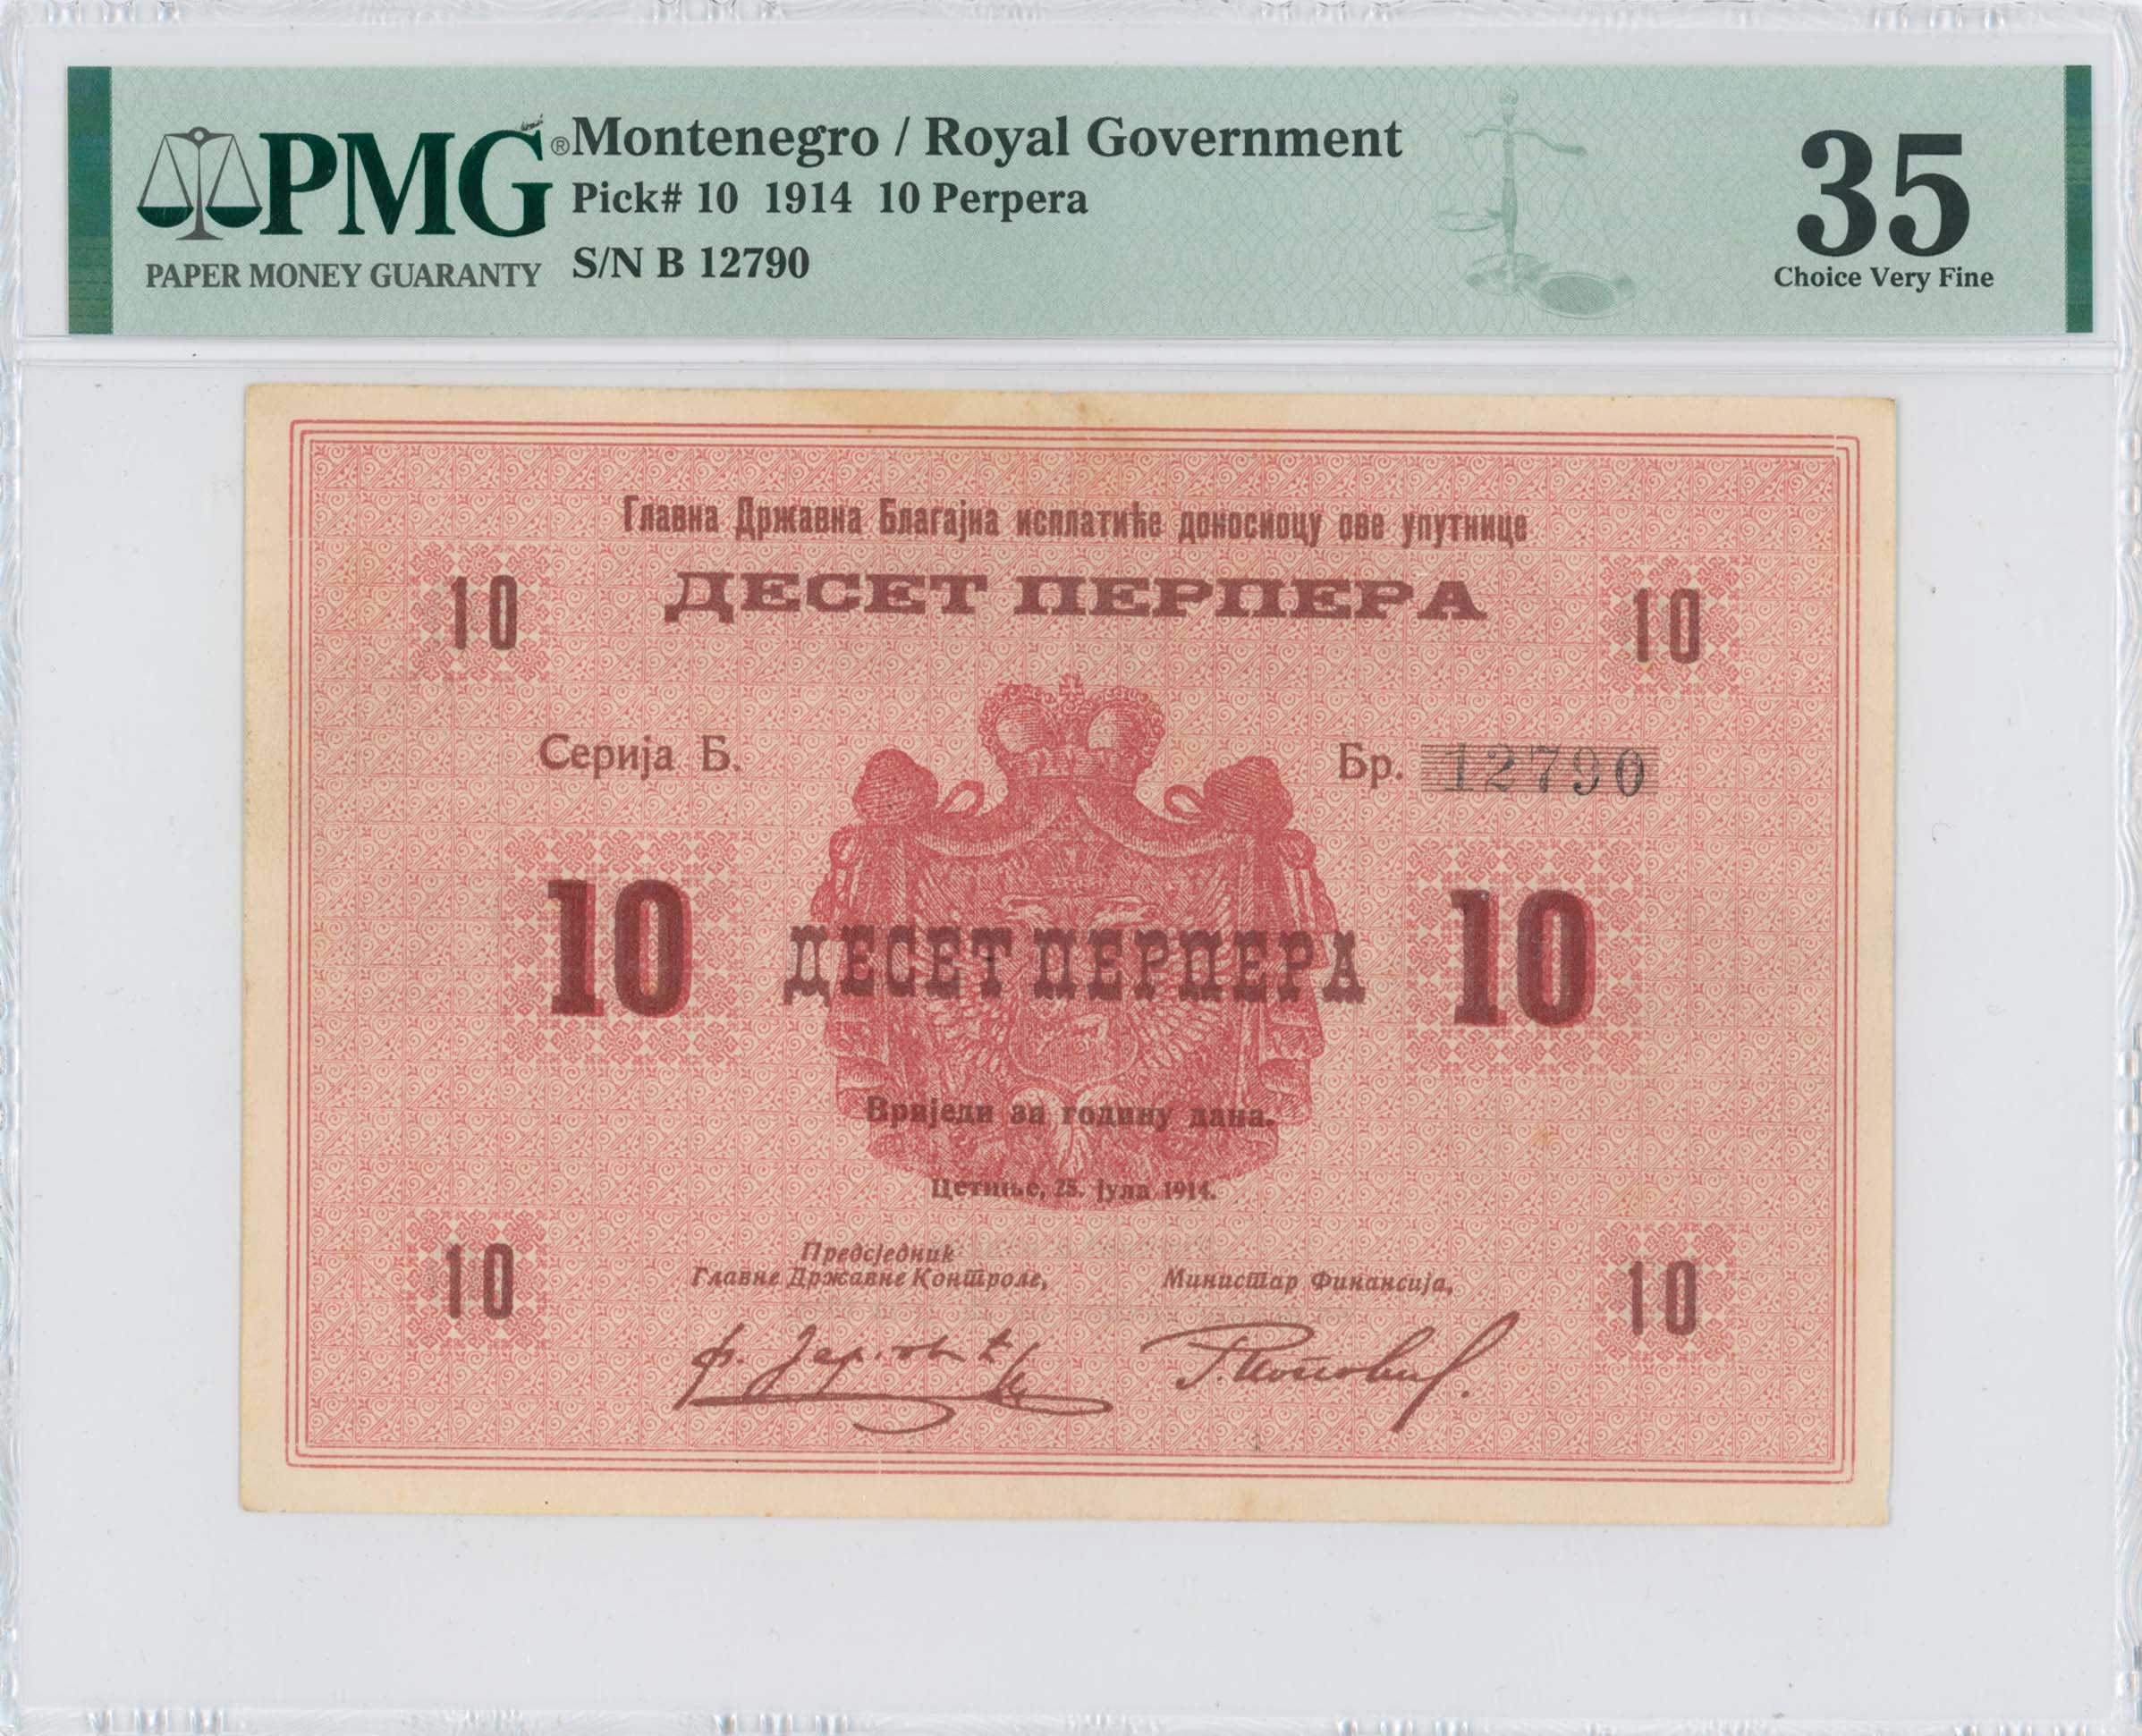 PMG® Montenegro / Royal Government
Pick# 10 1914 10 Perpera
PAPER MONEY GUARANTY S/N B 12790
35
Choice Very Fine
Главна Државна Благајна исплатиће доносиоцу ове упутнице
10 ДЕСЕТ ПЕРПЕРА 10
Серија Б. Бр. 12790
10 ДЕСЕТ ПЕРПЕРА 10
Вриједи за годину дана.
Цетиње, 25. јула 1914.
Предсједник
Главне Државне Контроле, Министар Финансија,
10 10